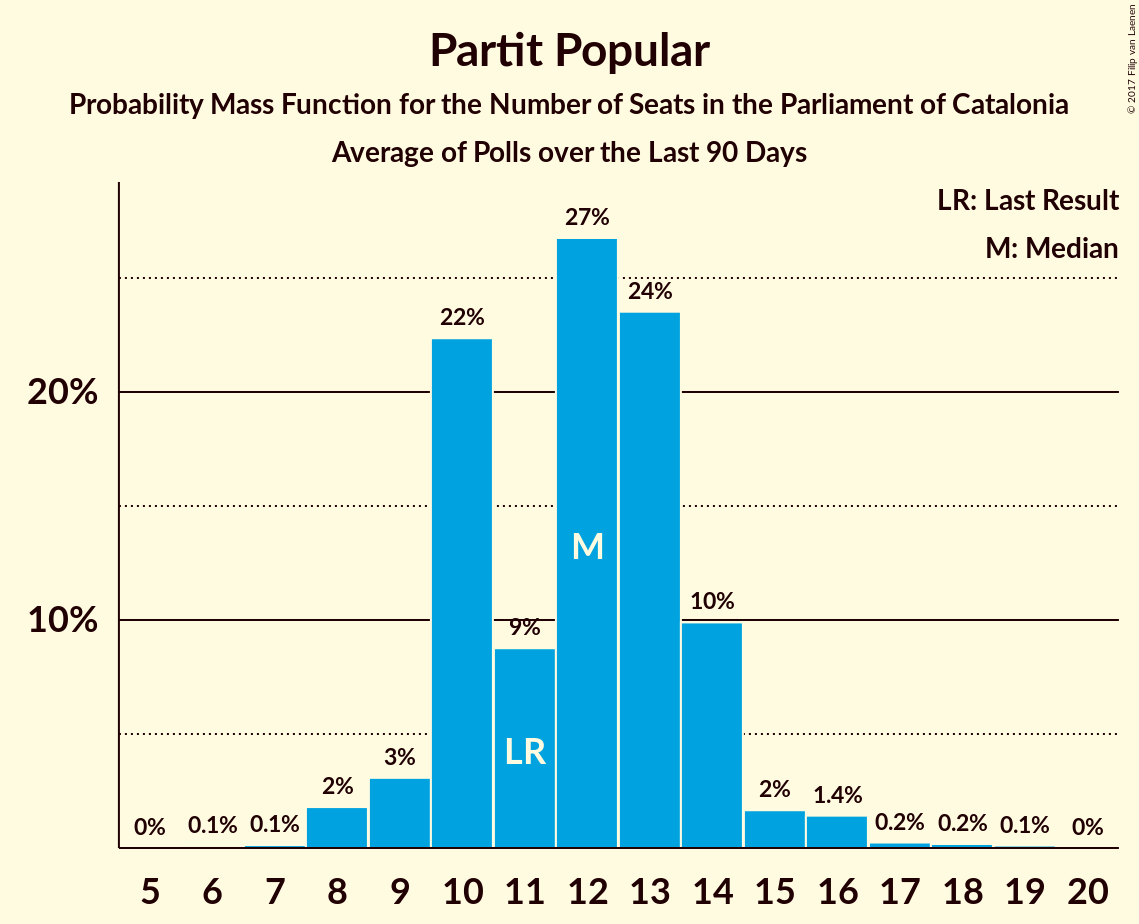 Partit Popular
Probability Mass Function for the Number of Seats in the Parliament of Catalonia
Average of Polls over the Last 90 Days
© 2017 Filip van Laenen
LR: Last Result
M: Median
20%
10%
0%
0.1%
0.1%
2%
3%
22%
9%
27%
24%
10%
2%
1.4%
0.2%
0.2%
0.1%
0%
LR
M
5 6 7 8 9 10 11 12 13 14 15 16 17 18 19 20